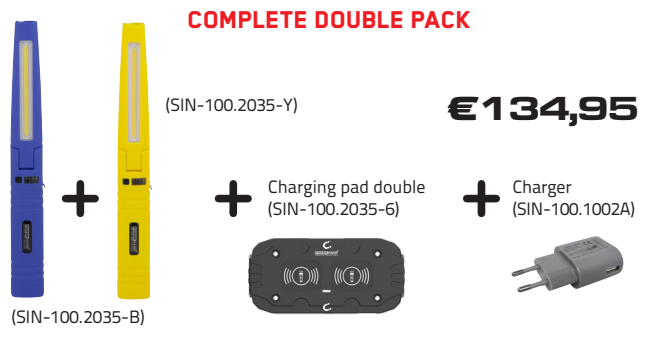 COMPLETE DOUBLE PACK
(SIN-100.2035-Y)
€134,95
Charging pad double
(SIN-100.2035-6)
Charger
(SIN-100.1002A)
(SIN-100.2035-B)